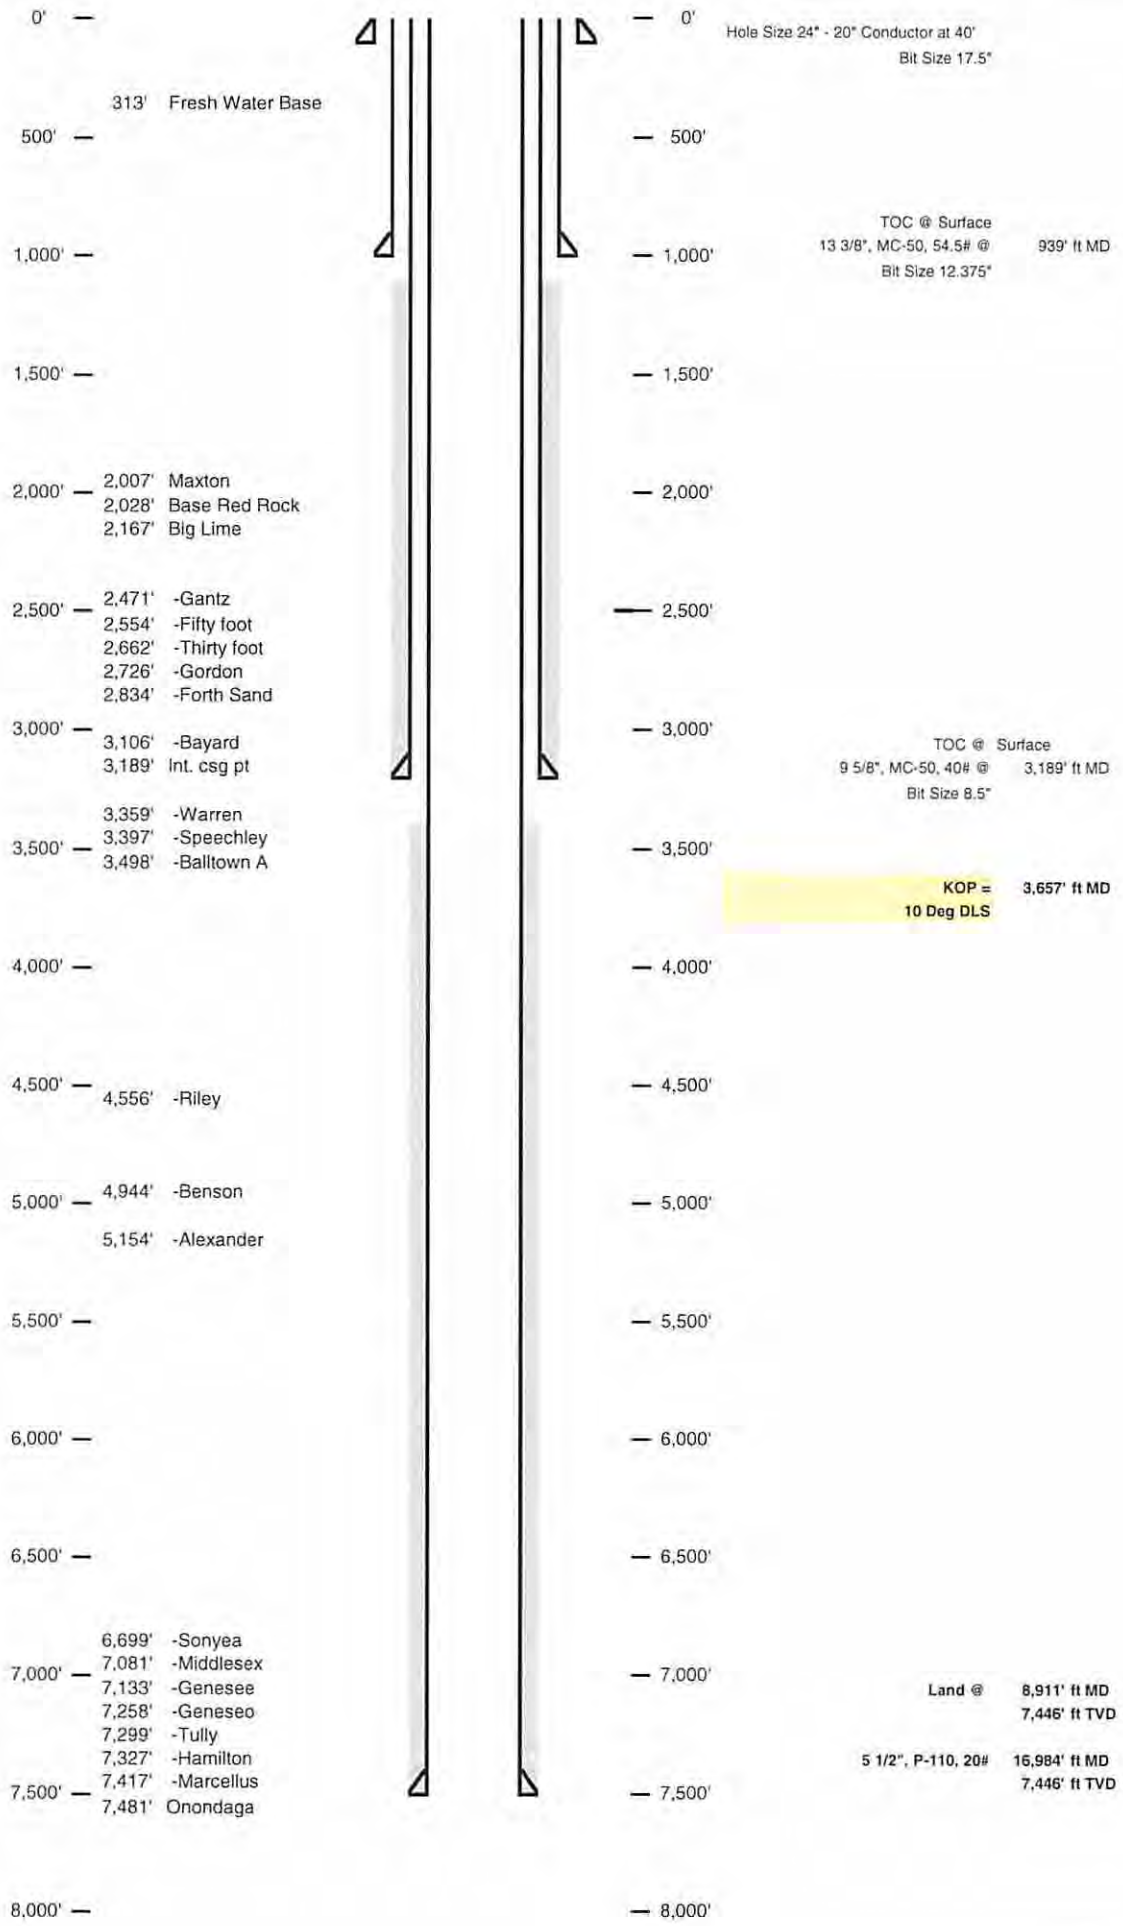 0'
0'
Hole Size 24" - 20" Conductor at 40'
Bit Size 17.5"
313' Fresh Water Base
500'
500'
TOC @ Surface
1,000'
1,000'
13 3/8", MC-50, 54.5# @ 939' ft MD
Bit Size 12.375"
1,500'
1,500'
2,007' Maxton
2,000'
2,000'
2,028' Base Red Rock
2,167' Big Lime
2,471' -Gantz
2,500'
2,500'
2,554' -Fifty foot
2,662' -Thirty foot
2,726' -Gordon
2,834' -Forth Sand
3,000'
3,000'
3,106' -Bayard
TOC @ Surface
3,189' Int. csg pt
9 5/8", MC-50, 40# @ 3,189' ft MD
Bit Size 8.5"
3,359' -Warren
3,397' -Speechley
3,500'
3,500'
3,498' -Balltown A
KOP = 3,657' ft MD
10 Deg DLS
4,000'
4,000'
4,500'
4,500'
4,556' -Riley
4,944' -Benson
5,000'
5,000'
5,154' -Alexander
5,500'
5,500'
6,000'
6,000'
6,500'
6,500'
6,699' -Sonyea
7,081' -Middlesex
7,000'
7,000'
7,133' -Genesee
Land @ 8,911' ft MD
7,258' -Geneseo
7,446' ft TVD
7,299' -Tully
7,327' -Hamilton
5 1/2", P-110, 20# 16,984' ft MD
7,417' -Marcellus
7,446' ft TVD
7,500'
7,500'
7,481' Onondaga
8,000'
8,000'